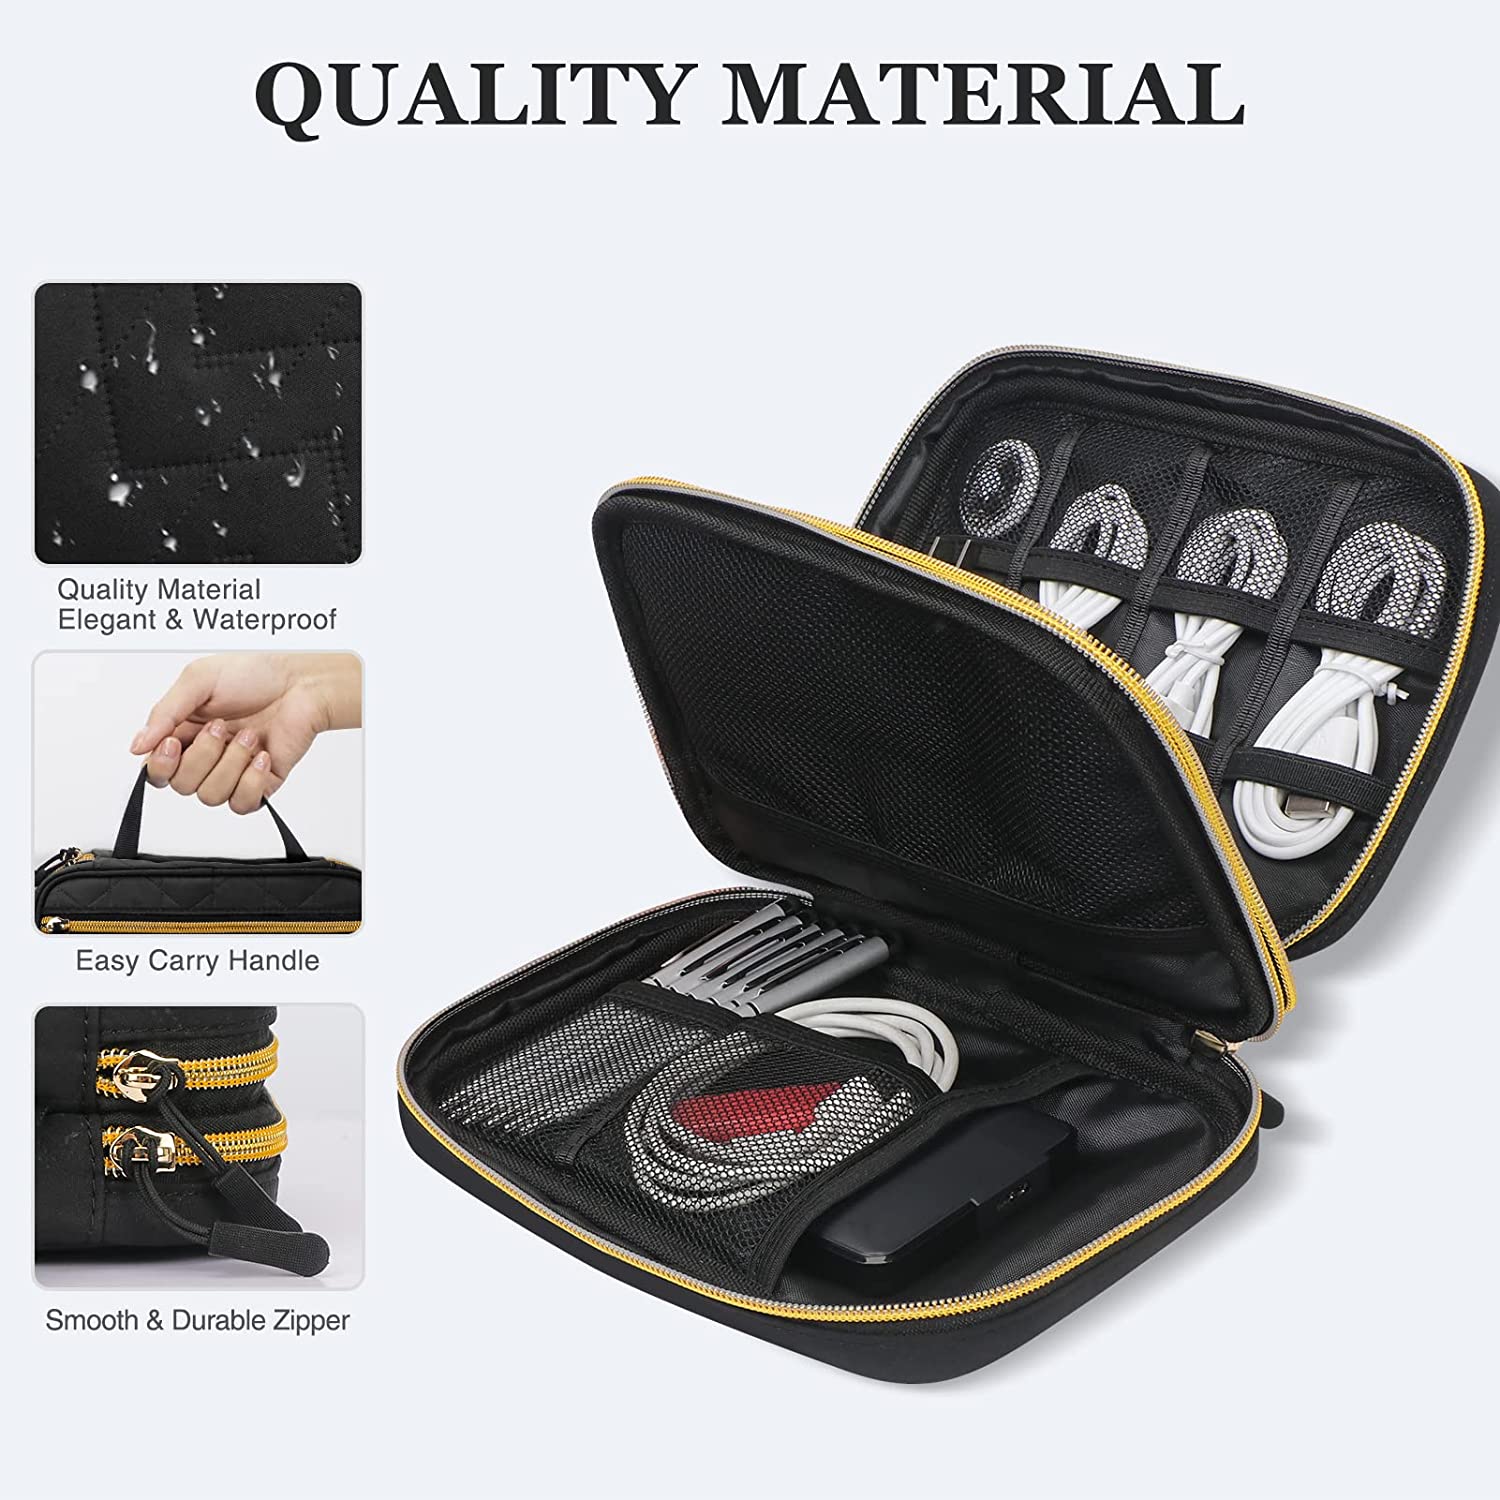 QUALITY MATERIAL
Quality Material
Elegant & Waterproof
Easy Carry Handle
Smooth & Durable Zipper